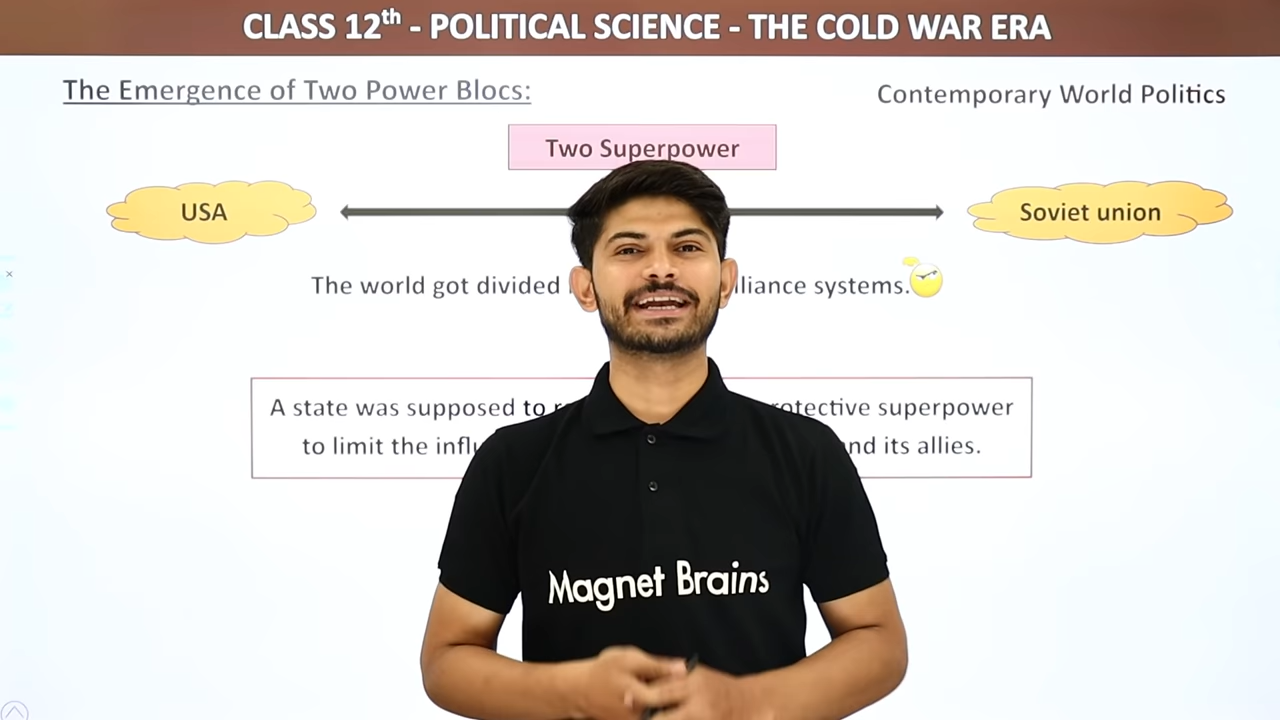 CLASS 12th - POLITICAL SCIENCE - THE COLD WAR ERA
The Emergence of Two Power Blocs:
Contemporary World Politics
Two Superpower
USA
Soviet union
The world got divided lliance systems.
A state was supposed to rotective superpower
to limit the nd its allies.
Magnet Brains